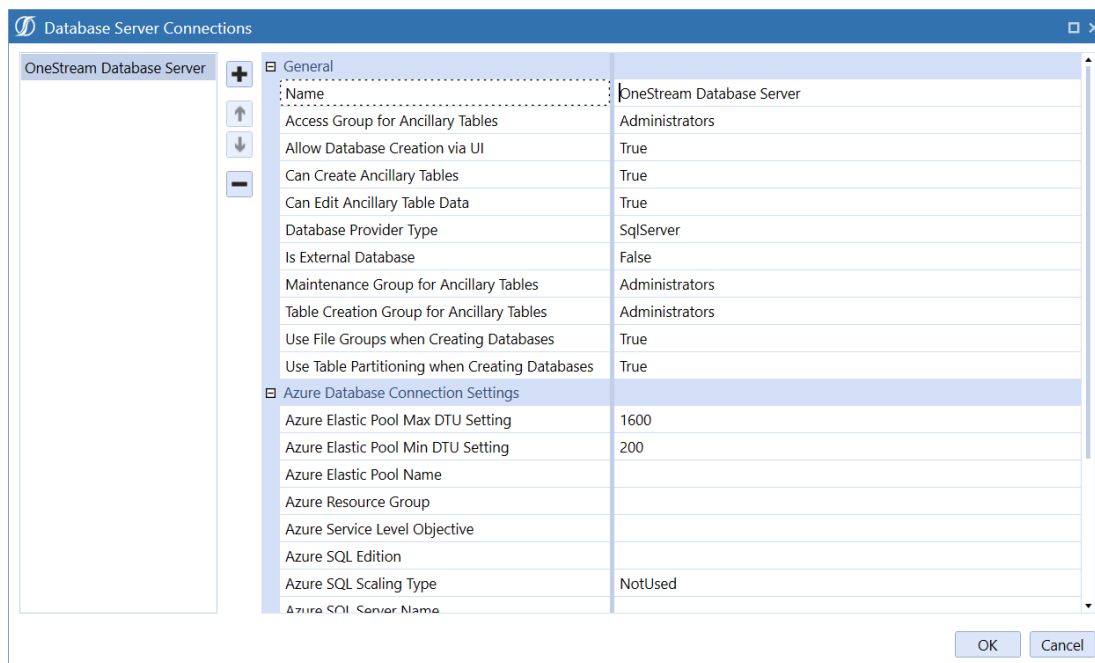 Database Server Connections
OneStream Database Server
General
Name OneStream Database Server
Access Group for Ancillary Tables Administrators
Allow Database Creation via UI True
Can Create Ancillary Tables True
Can Edit Ancillary Table Data True
Database Provider Type SqlServer
Is External Database False
Maintenance Group for Ancillary Tables Administrators
Table Creation Group for Ancillary Tables Administrators
Use File Groups when Creating Databases True
Use Table Partitioning when Creating Databases True
Azure Database Connection Settings
Azure Elastic Pool Max DTU Setting 1600
Azure Elastic Pool Min DTU Setting 200
Azure Elastic Pool Name
Azure Resource Group
Azure Service Level Objective
Azure SQL Edition
Azure SQL Scaling Type NotUsed
Azure SQL Server Name
OK Cancel